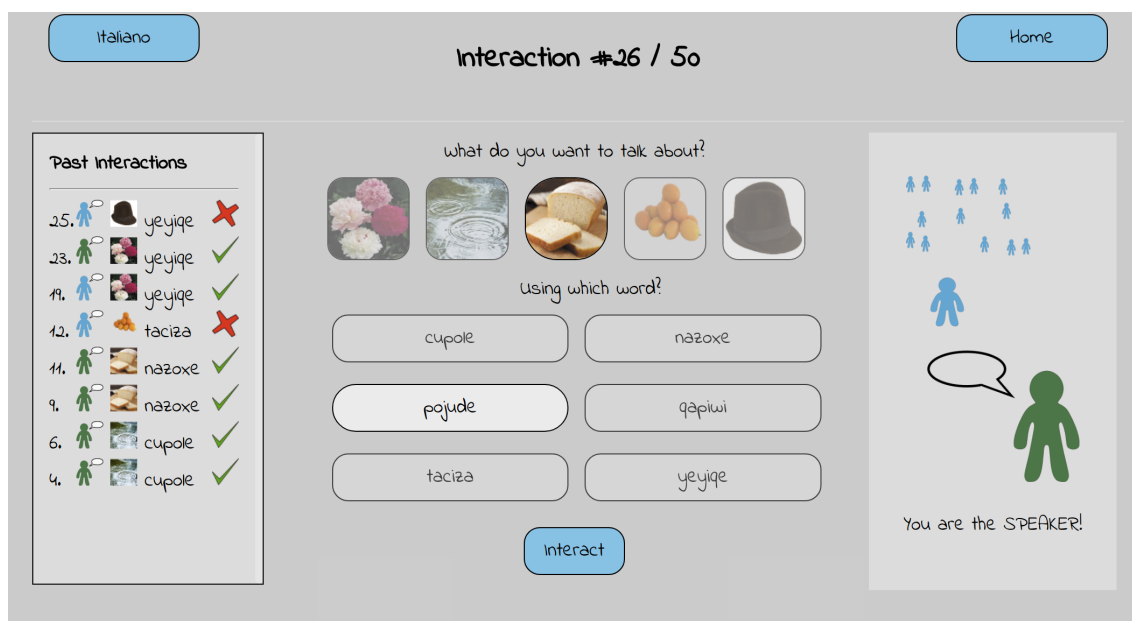 Italiano
Interaction #26 / 50
Home
Past Interactions
25. yeyiqe
23. yeyiqe
19. yeyiqe
12. taciza
11. nazoxe
9. nazoxe
6. cupole
4. cupole
What do you want to talk about?
Using which word?
cupole
nazoxe
pojude
qapiwi
taciza
yeyiqe
Interact
You are the SPEAKER!